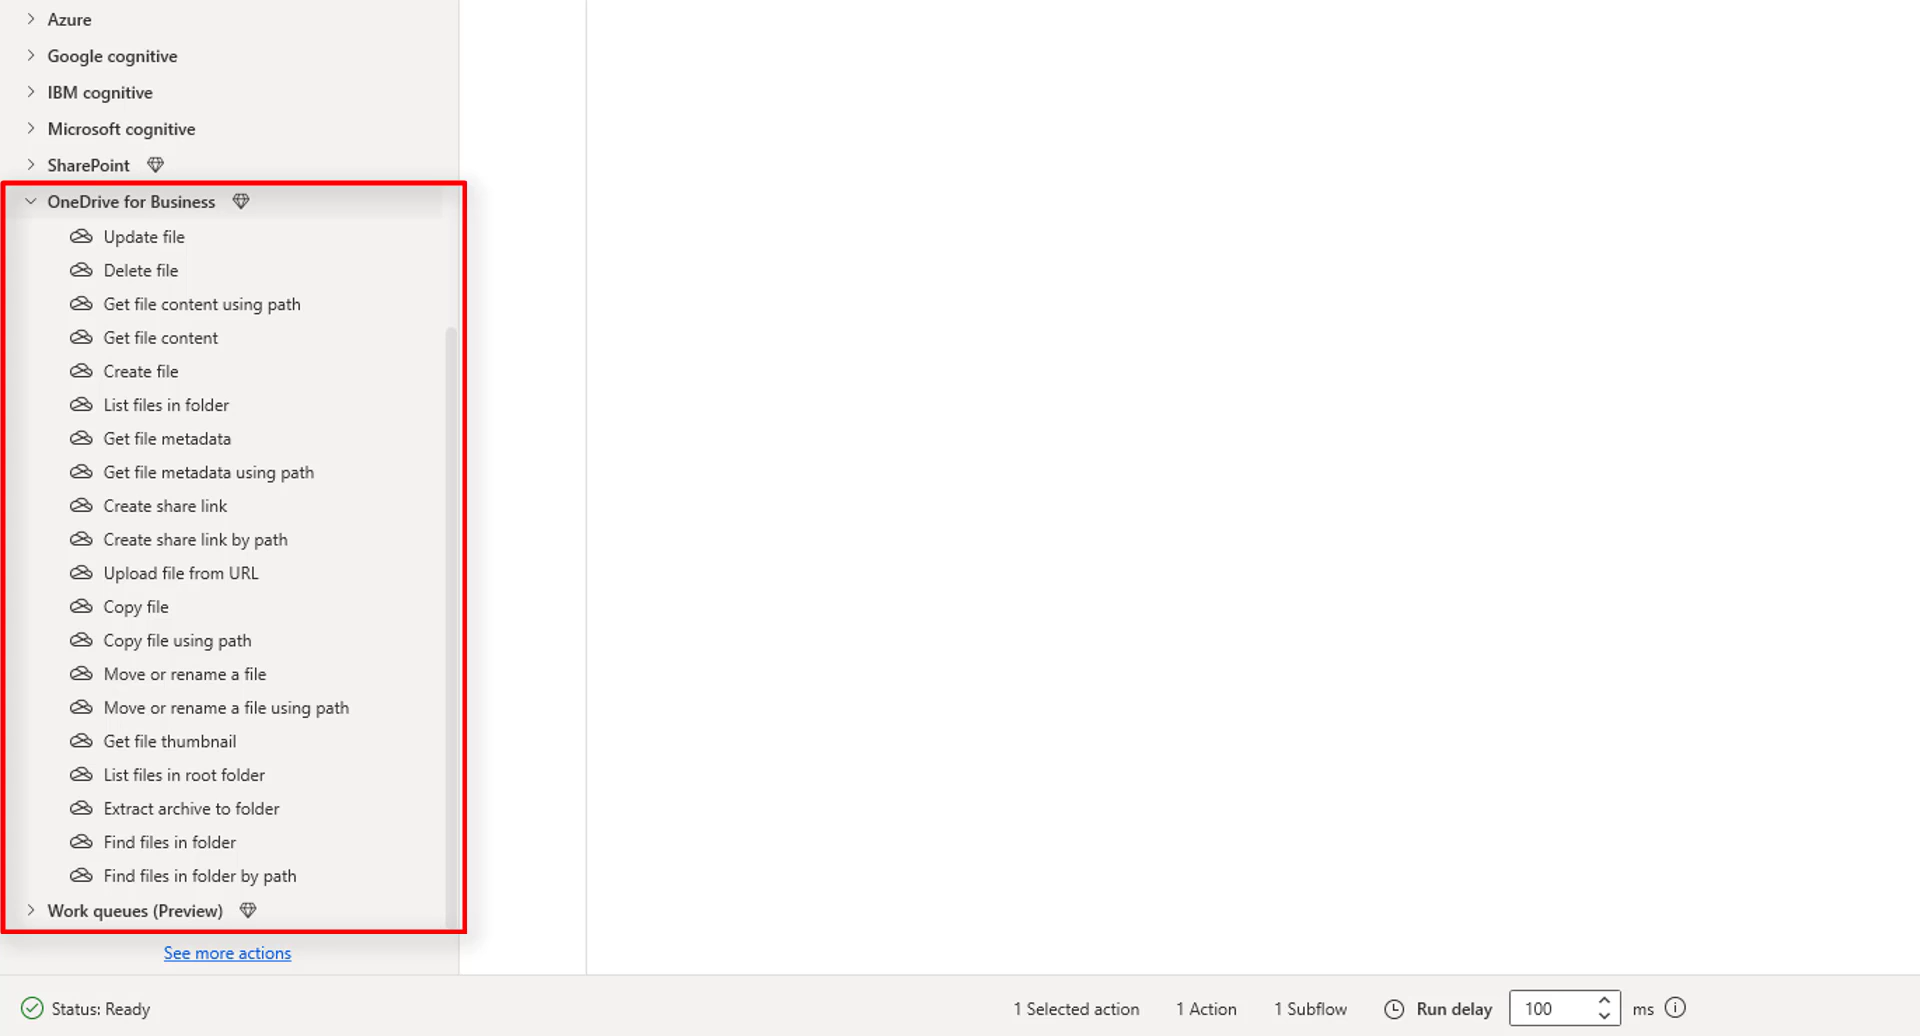 Azure
Google cognitive
IBM cognitive
Microsoft cognitive
SharePoint
OneDrive for Business
Update file
Delete file
Get file content using path
Get file content
Create file
List files in folder
Get file metadata
Get file metadata using path
Create share link
Create share link by path
Upload file from URL
Copy file
Copy file using path
Move or rename a file
Move or rename a file using path
Get file thumbnail
List files in root folder
Extract archive to folder
Find files in folder
Find files in folder by path
Work queues (Preview)
See more actions
Status: Ready 1 Selected action 1 Action 1 Subflow Run delay 100 ms